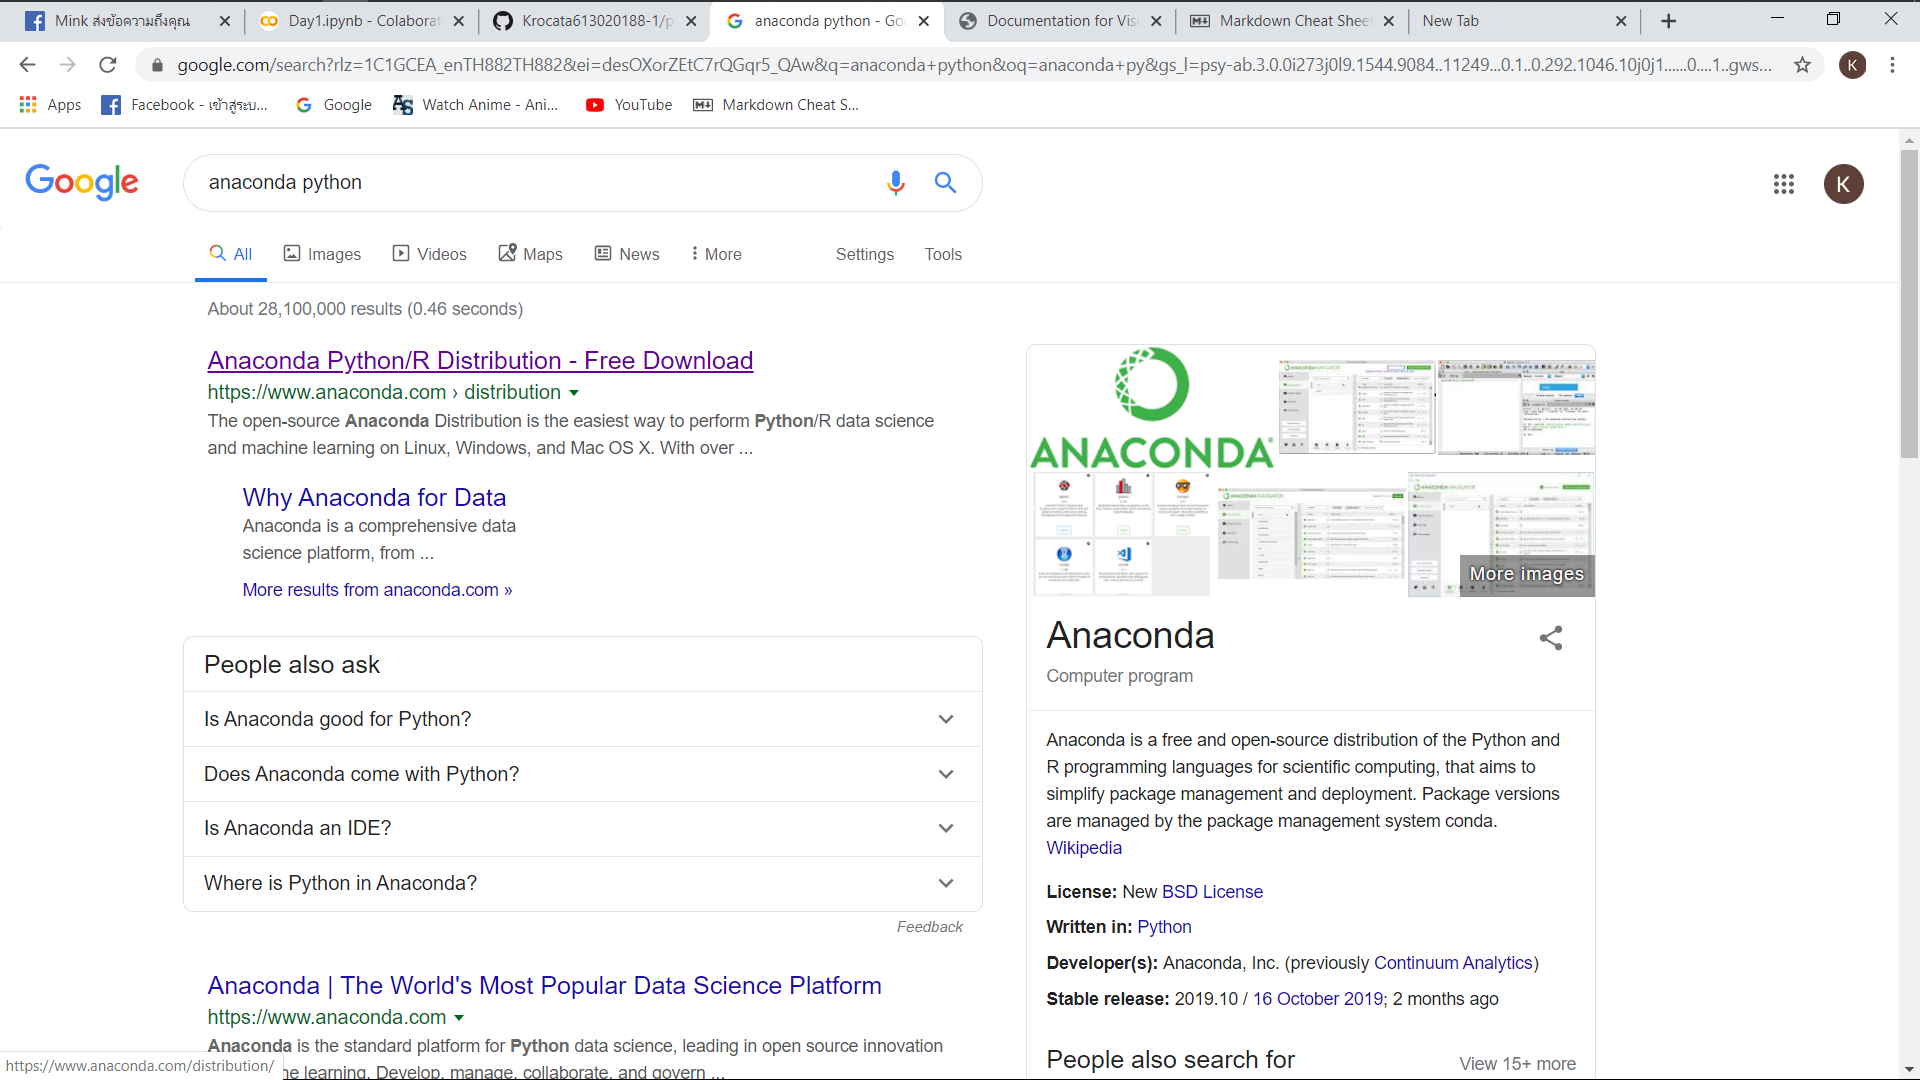 Mink ส่งข้อความถึงคุณ
Day1.ipynb - Colaborat
Krocata613020188-1/p
anaconda python - Goo
Documentation for Visu
Markdown Cheat Sheet
New Tab
google.com/search?rlz=1C1GCEA_enTH882TH882&ei=desOXorZEtC7rQGqr5_QAw&q=anaconda+python&oq=anaconda+py&gs_l=psy-ab.3.0.0i273j0l9.1544.9084..11249...0.1..0.292.1046.10j0j1......0....1..gws...
K
Apps
Facebook - เข้าสู่ระบ...
Google
Watch Anime - Ani...
YouTube
Markdown Cheat S...
Google
anaconda python
K
All
Images
Videos
Maps
News
More
Settings
Tools
About 28,100,000 results (0.46 seconds)
Anaconda Python/R Distribution - Free Download
https://www.anaconda.com › distribution
The open-source Anaconda Distribution is the easiest way to perform Python/R data science
and machine learning on Linux, Windows, and Mac OS X. With over ...
Why Anaconda for Data
Anaconda is a comprehensive data
science platform, from ...
More results from anaconda.com »
People also ask
Is Anaconda good for Python?
Does Anaconda come with Python?
Is Anaconda an IDE?
Where is Python in Anaconda?
Feedback
Anaconda | The World's Most Popular Data Science Platform
https://www.anaconda.com
Anaconda is the standard platform for Python data science, leading in open source innovation
he learning. Develop, manage, collaborate, and govern ...
https://www.anaconda.com/distribution/
ANACONDA
ANACONDA NAVIGATOR
More images
Anaconda
Computer program
Anaconda is a free and open-source distribution of the Python and
R programming languages for scientific computing, that aims to
simplify package management and deployment. Package versions
are managed by the package management system conda.
Wikipedia
License: New BSD License
Written in: Python
Developer(s): Anaconda, Inc. (previously Continuum Analytics)
Stable release: 2019.10 / 16 October 2019; 2 months ago
People also search for
View 15+ more